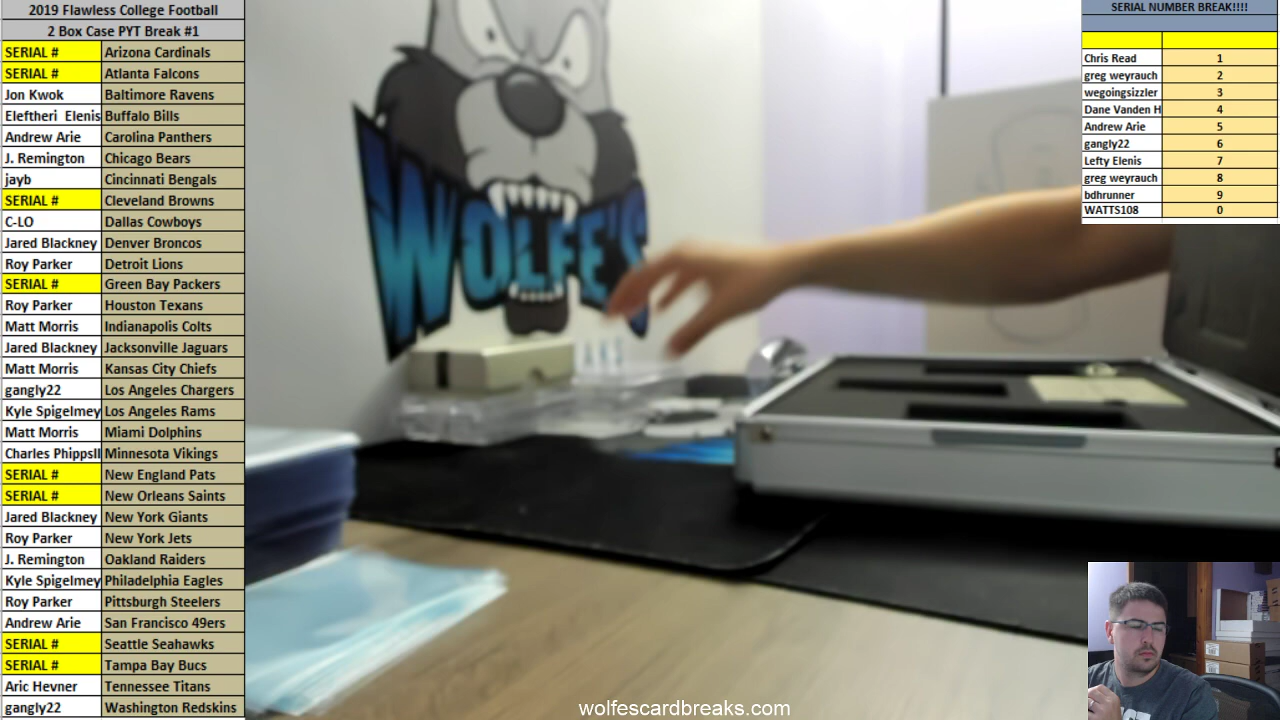 2019 Flawless College Football
2 Box Case PYT Break #1
SERIAL # Arizona Cardinals
SERIAL # Atlanta Falcons
Jon Kwok Baltimore Ravens
Eleftheri Elenis Buffalo Bills
Andrew Arie Carolina Panthers
J. Remington Chicago Bears
jayb Cincinnati Bengals
SERIAL # Cleveland Browns
C-LO Dallas Cowboys
Jared Blackney Denver Broncos
Roy Parker Detroit Lions
SERIAL # Green Bay Packers
Roy Parker Houston Texans
Matt Morris Indianapolis Colts
Jared Blackney Jacksonville Jaguars
Matt Morris Kansas City Chiefs
gangly22 Los Angeles Chargers
Kyle Spigelmey Los Angeles Rams
Matt Morris Miami Dolphins
Charles PhippsII Minnesota Vikings
SERIAL # New England Pats
SERIAL # New Orleans Saints
Jared Blackney New York Giants
Roy Parker New York Jets
J. Remington Oakland Raiders
Kyle Spigelmey Philadelphia Eagles
Roy Parker Pittsburgh Steelers
Andrew Arie San Francisco 49ers
SERIAL # Seattle Seahawks
SERIAL # Tampa Bay Bucs
Aric Hevner Tennessee Titans
gangly22 Washington Redskins
WOLFE'S
SERIAL NUMBER BREAK!!!!
Chris Read 1
greg weyrauch 2
wegoingsizzler 3
Dane Vanden H 4
Andrew Arie 5
gangly22 6
Lefty Elenis 7
greg weyrauch 8
bdhrunner 9
WATTS108 0
wolfescardbreaks.com